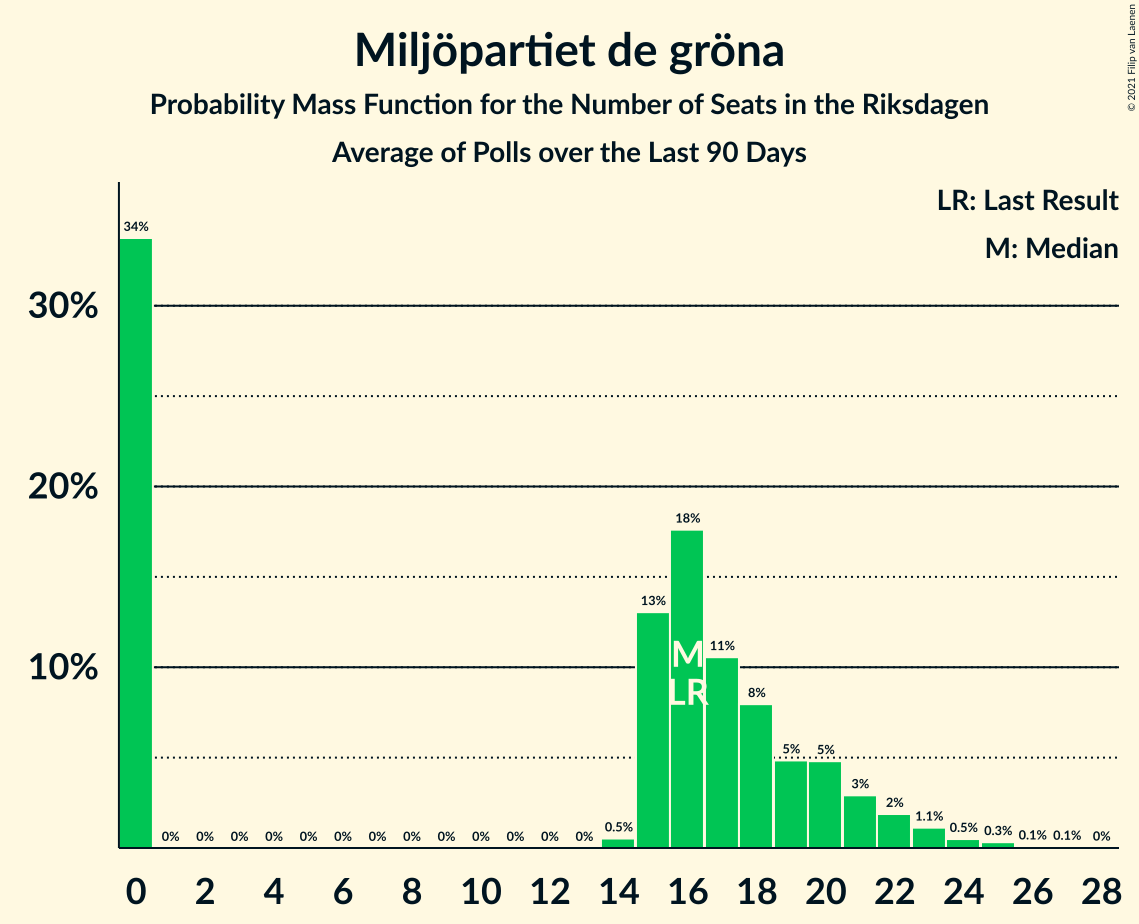 Miljöpartiet de gröna
Probability Mass Function for the Number of Seats in the Riksdagen
Average of Polls over the Last 90 Days
© 2021 Filip van Laenen
LR: Last Result
M: Median
30%
20%
10%
34%
0% 0% 0% 0% 0% 0% 0% 0% 0% 0% 0% 0% 0% 0.5% 13% 18% 11% 8% 5% 5% 3% 2% 1.1% 0.5% 0.3% 0.1% 0.1% 0%
M
LR
0 2 4 6 8 10 12 14 16 18 20 22 24 26 28